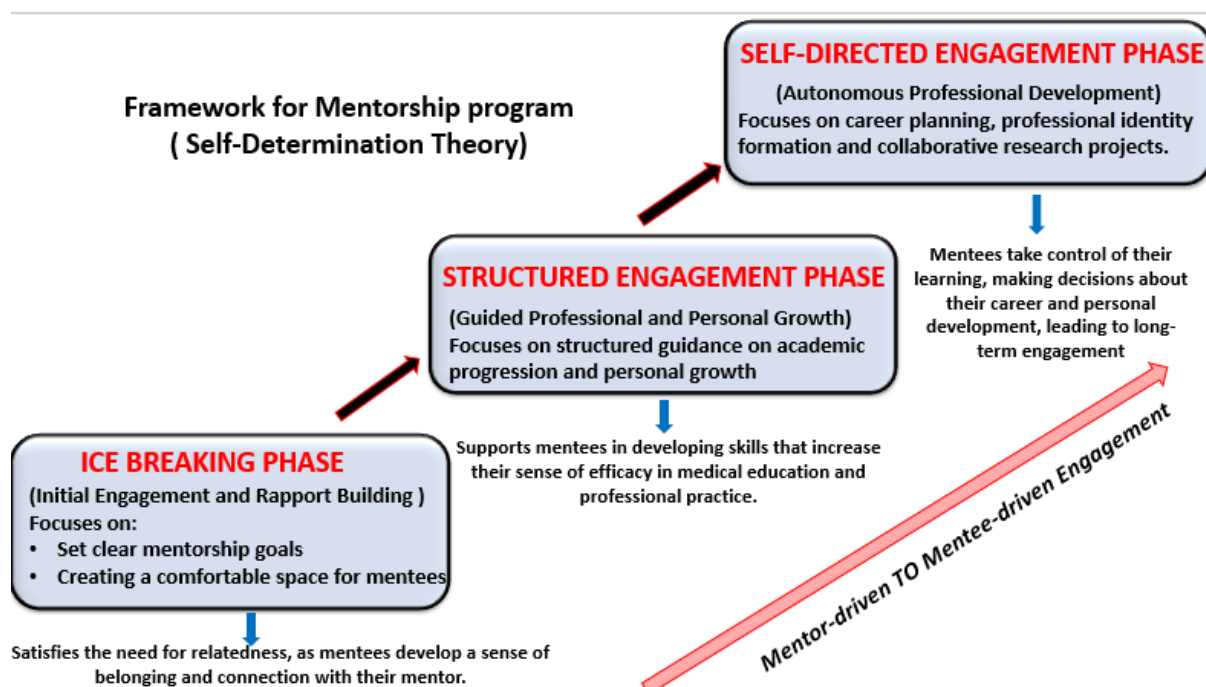 Framework for Mentorship program
( Self-Determination Theory)
SELF-DIRECTED ENGAGEMENT PHASE
(Autonomous Professional Development)
Focuses on career planning, professional identity
formation and collaborative research projects.
Mentees take control of their
learning, making decisions about
their career and personal
development, leading to long-
term engagement
STRUCTURED ENGAGEMENT PHASE
(Guided Professional and Personal Growth)
Focuses on structured guidance on academic
progression and personal growth
Supports mentees in developing skills that increase
their sense of efficacy in medical education and
professional practice.
ICE BREAKING PHASE
(Initial Engagement and Rapport Building )
Focuses on:
• Set clear mentorship goals
• Creating a comfortable space for mentees
Satisfies the need for relatedness, as mentees develop a sense of
belonging and connection with their mentor.
Mentor-driven TO Mentee-driven Engagement